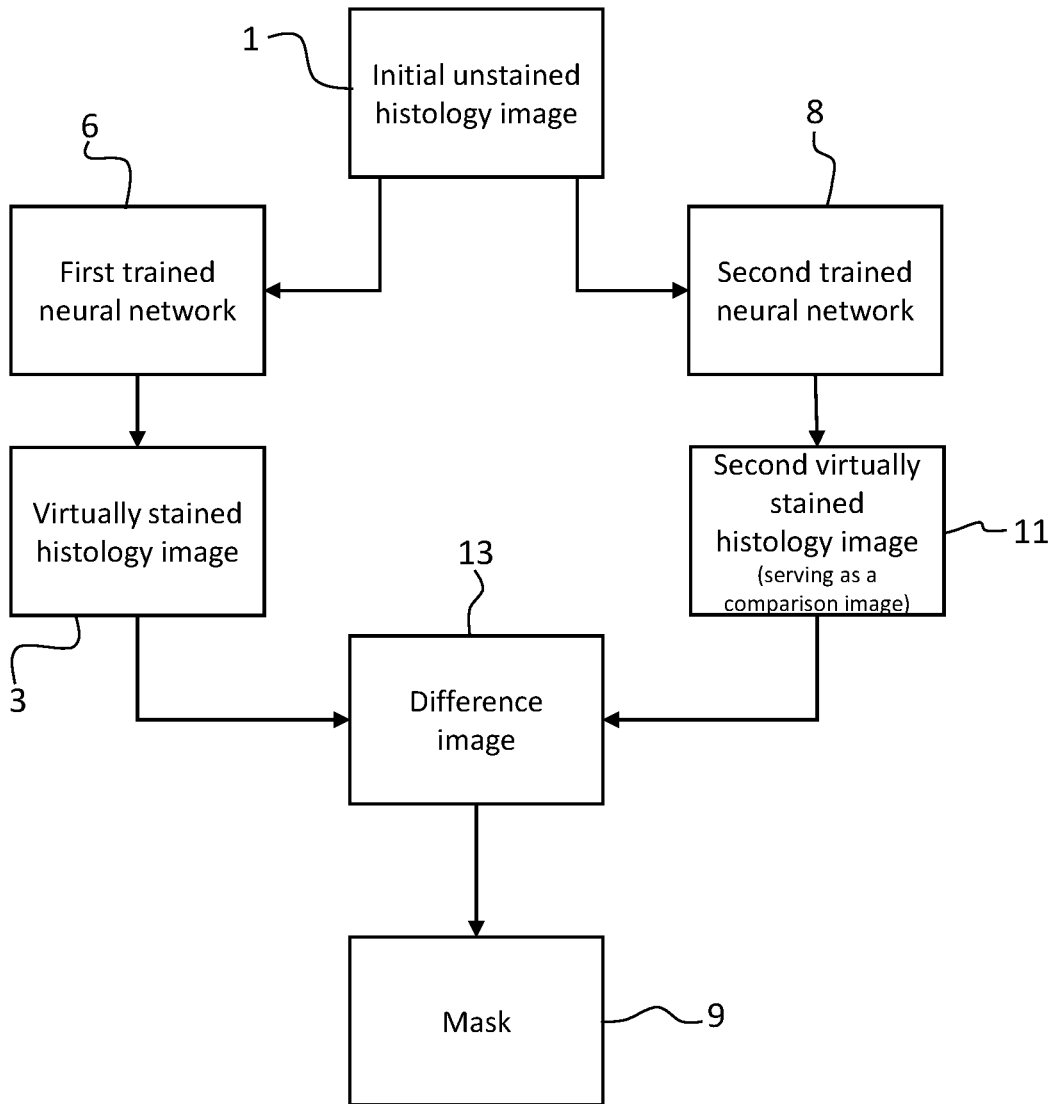 1
Initial unstained
histology image
6
8
First trained
neural network
Second trained
neural network
Virtually stained
histology image
Second virtually
stained
histology image
(serving as a
comparison image)
11
3
13
Difference
image
Mask
9